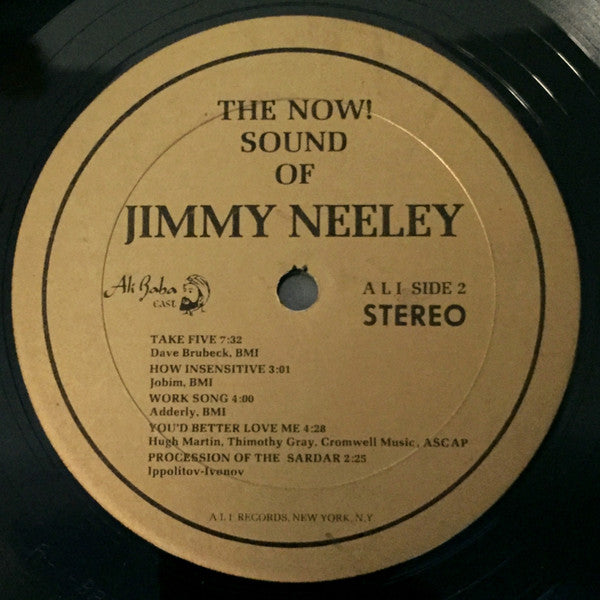 THE NOW!
SOUND
OF
JIMMY NEELEY
Ali Baba
EAST
A L I SIDE 2
STEREO
TAKE FIVE 7:32
Dave Brubeck, BMI
HOW INSENSITIVE 3:01
Jobim, BMI
WORK SONG 4:00
Adderly, BMI
YOU'D BETTER LOVE ME 4:28
Hugh Martin, Thimothy Gray, Cromwell Music, ASCAP
PROCESSION OF THE SARDAR 2:25
Ippolitov-Ivonov
A L I RECORDS, NEW YORK, N.Y